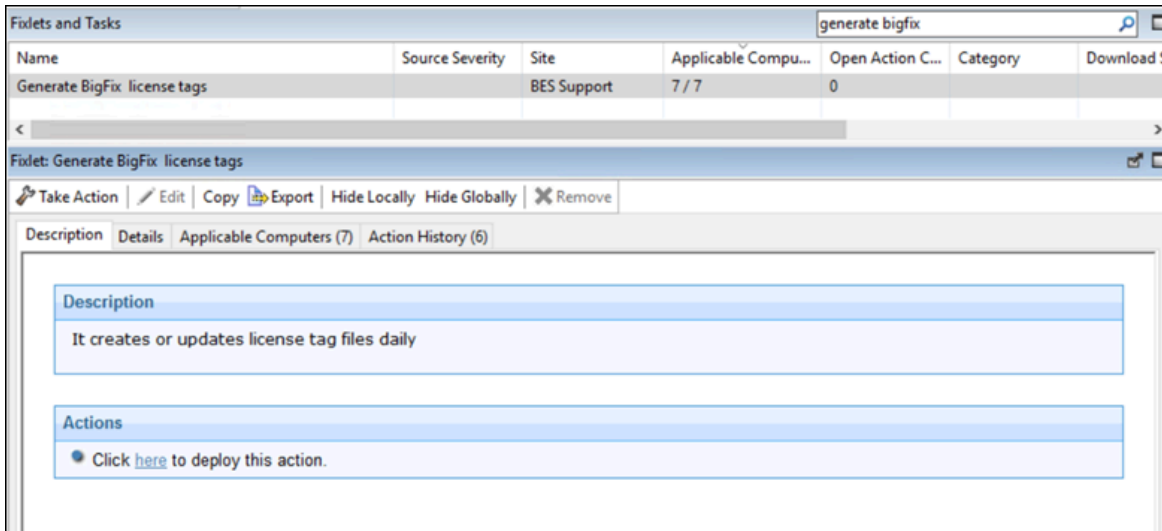 Fixlets and Tasks generate bigfix
Name Source Severity Site Applicable Compu... Open Action C... Category Download S
Generate BigFix license tags BES Support 7 / 7 0
Fixlet: Generate BigFix license tags
Take Action Edit Copy Export Hide Locally Hide Globally Remove
Description Details Applicable Computers (7) Action History (6)
Description
It creates or updates license tag files daily
Actions
Click here to deploy this action.